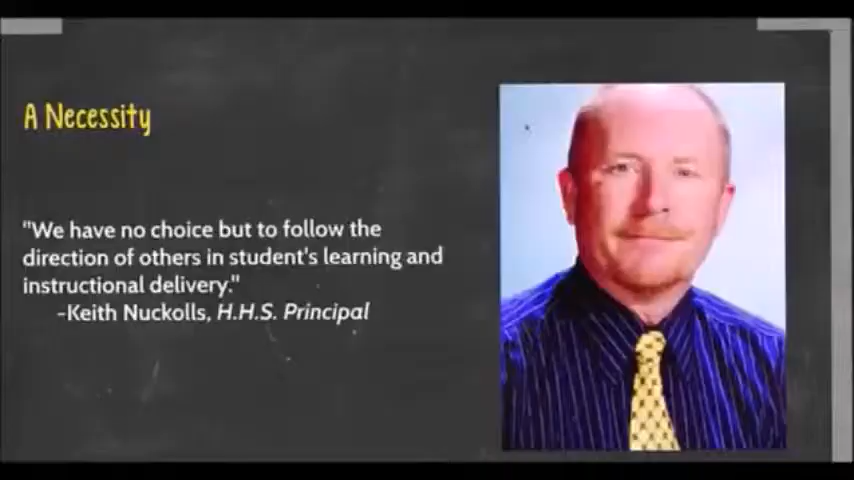 A Necessity
"We have no choice but to follow the
direction of others in student's learning and
instructional delivery."
-Keith Nuckolls, H.H.S. Principal